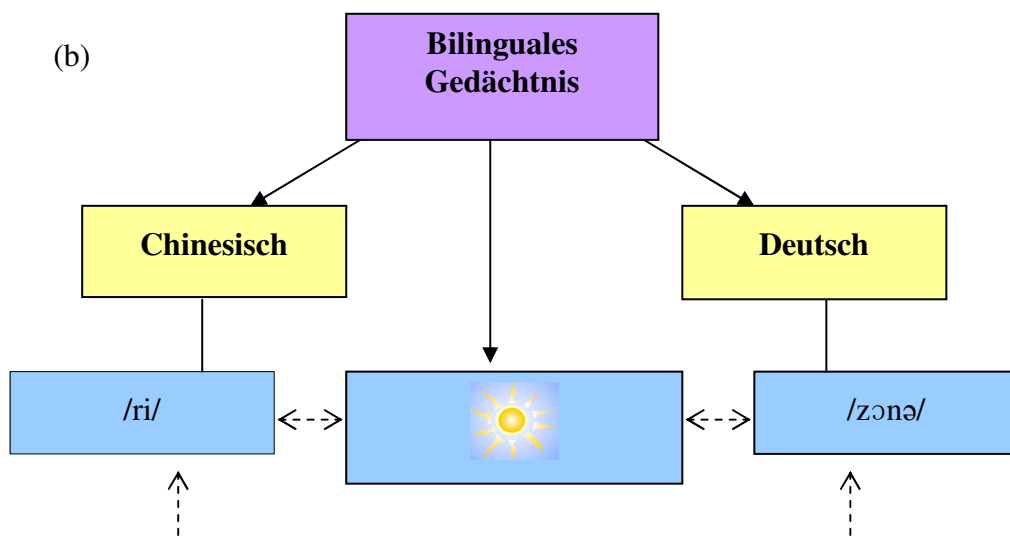 (b)
Bilinguales
Gedächtnis
Chinesisch
Deutsch
/ri/
/zɔnə/